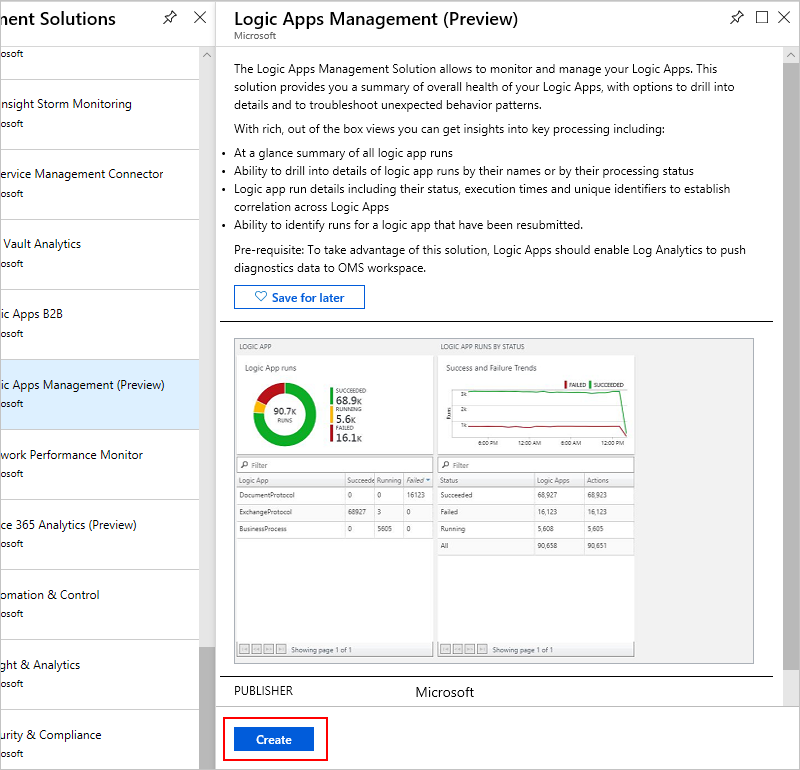 ment Solutions
osoft
nsight Storm Monitoring
osoft
ervice Management Connector
osoft
Vault Analytics
osoft
ic Apps B2B
osoft
ic Apps Management (Preview)
osoft
work Performance Monitor
osoft
ce 365 Analytics (Preview)
osoft
omation & Control
osoft
ght & Analytics
osoft
urity & Compliance
osoft
Logic Apps Management (Preview)
Microsoft
The Logic Apps Management Solution allows to monitor and manage your Logic Apps. This
solution provides you a summary of overall health of your Logic Apps, with options to drill into
details and to troubleshoot unexpected behavior patterns.
With rich, out of the box views you can get insights into key processing including:
• At a glance summary of all logic app runs
• Ability to drill into details of logic app runs by their names or by their processing status
• Logic app run details including their status, execution times and unique identifiers to establish
correlation across Logic Apps
• Ability to identify runs for a logic app that have been resubmitted.
Pre-requisite: To take advantage of this solution, Logic Apps should enable Log Analytics to push
diagnostics data to OMS workspace.
Save for later
LOGIC APP
Logic App runs
90.7K
RUNS
SUCCEEDED
68.9K
RUNNING
5.6K
FAILED
16.1K
Filter
Logic App Succeede Running Failed
DocumentProtocol 0 0 16123
ExchangeProtocol 68927 3 0
BusinessProcess 0 5605 0
Showing page 1 of 1
LOGIC APP RUNS BY STATUS
Success and Failure Trends
FAILED SUCCEEDED
Runs
3k
2k
1k
6:00 PM 12:00 AM 6:00 AM 12:00 PM
Filter
Status Logic Apps Actions
Succeeded 68,927 68,923
Failed 16,123 16,123
Running 5,608 5,605
All 90,658 90,651
Showing page 1 of 1
PUBLISHER Microsoft
Create